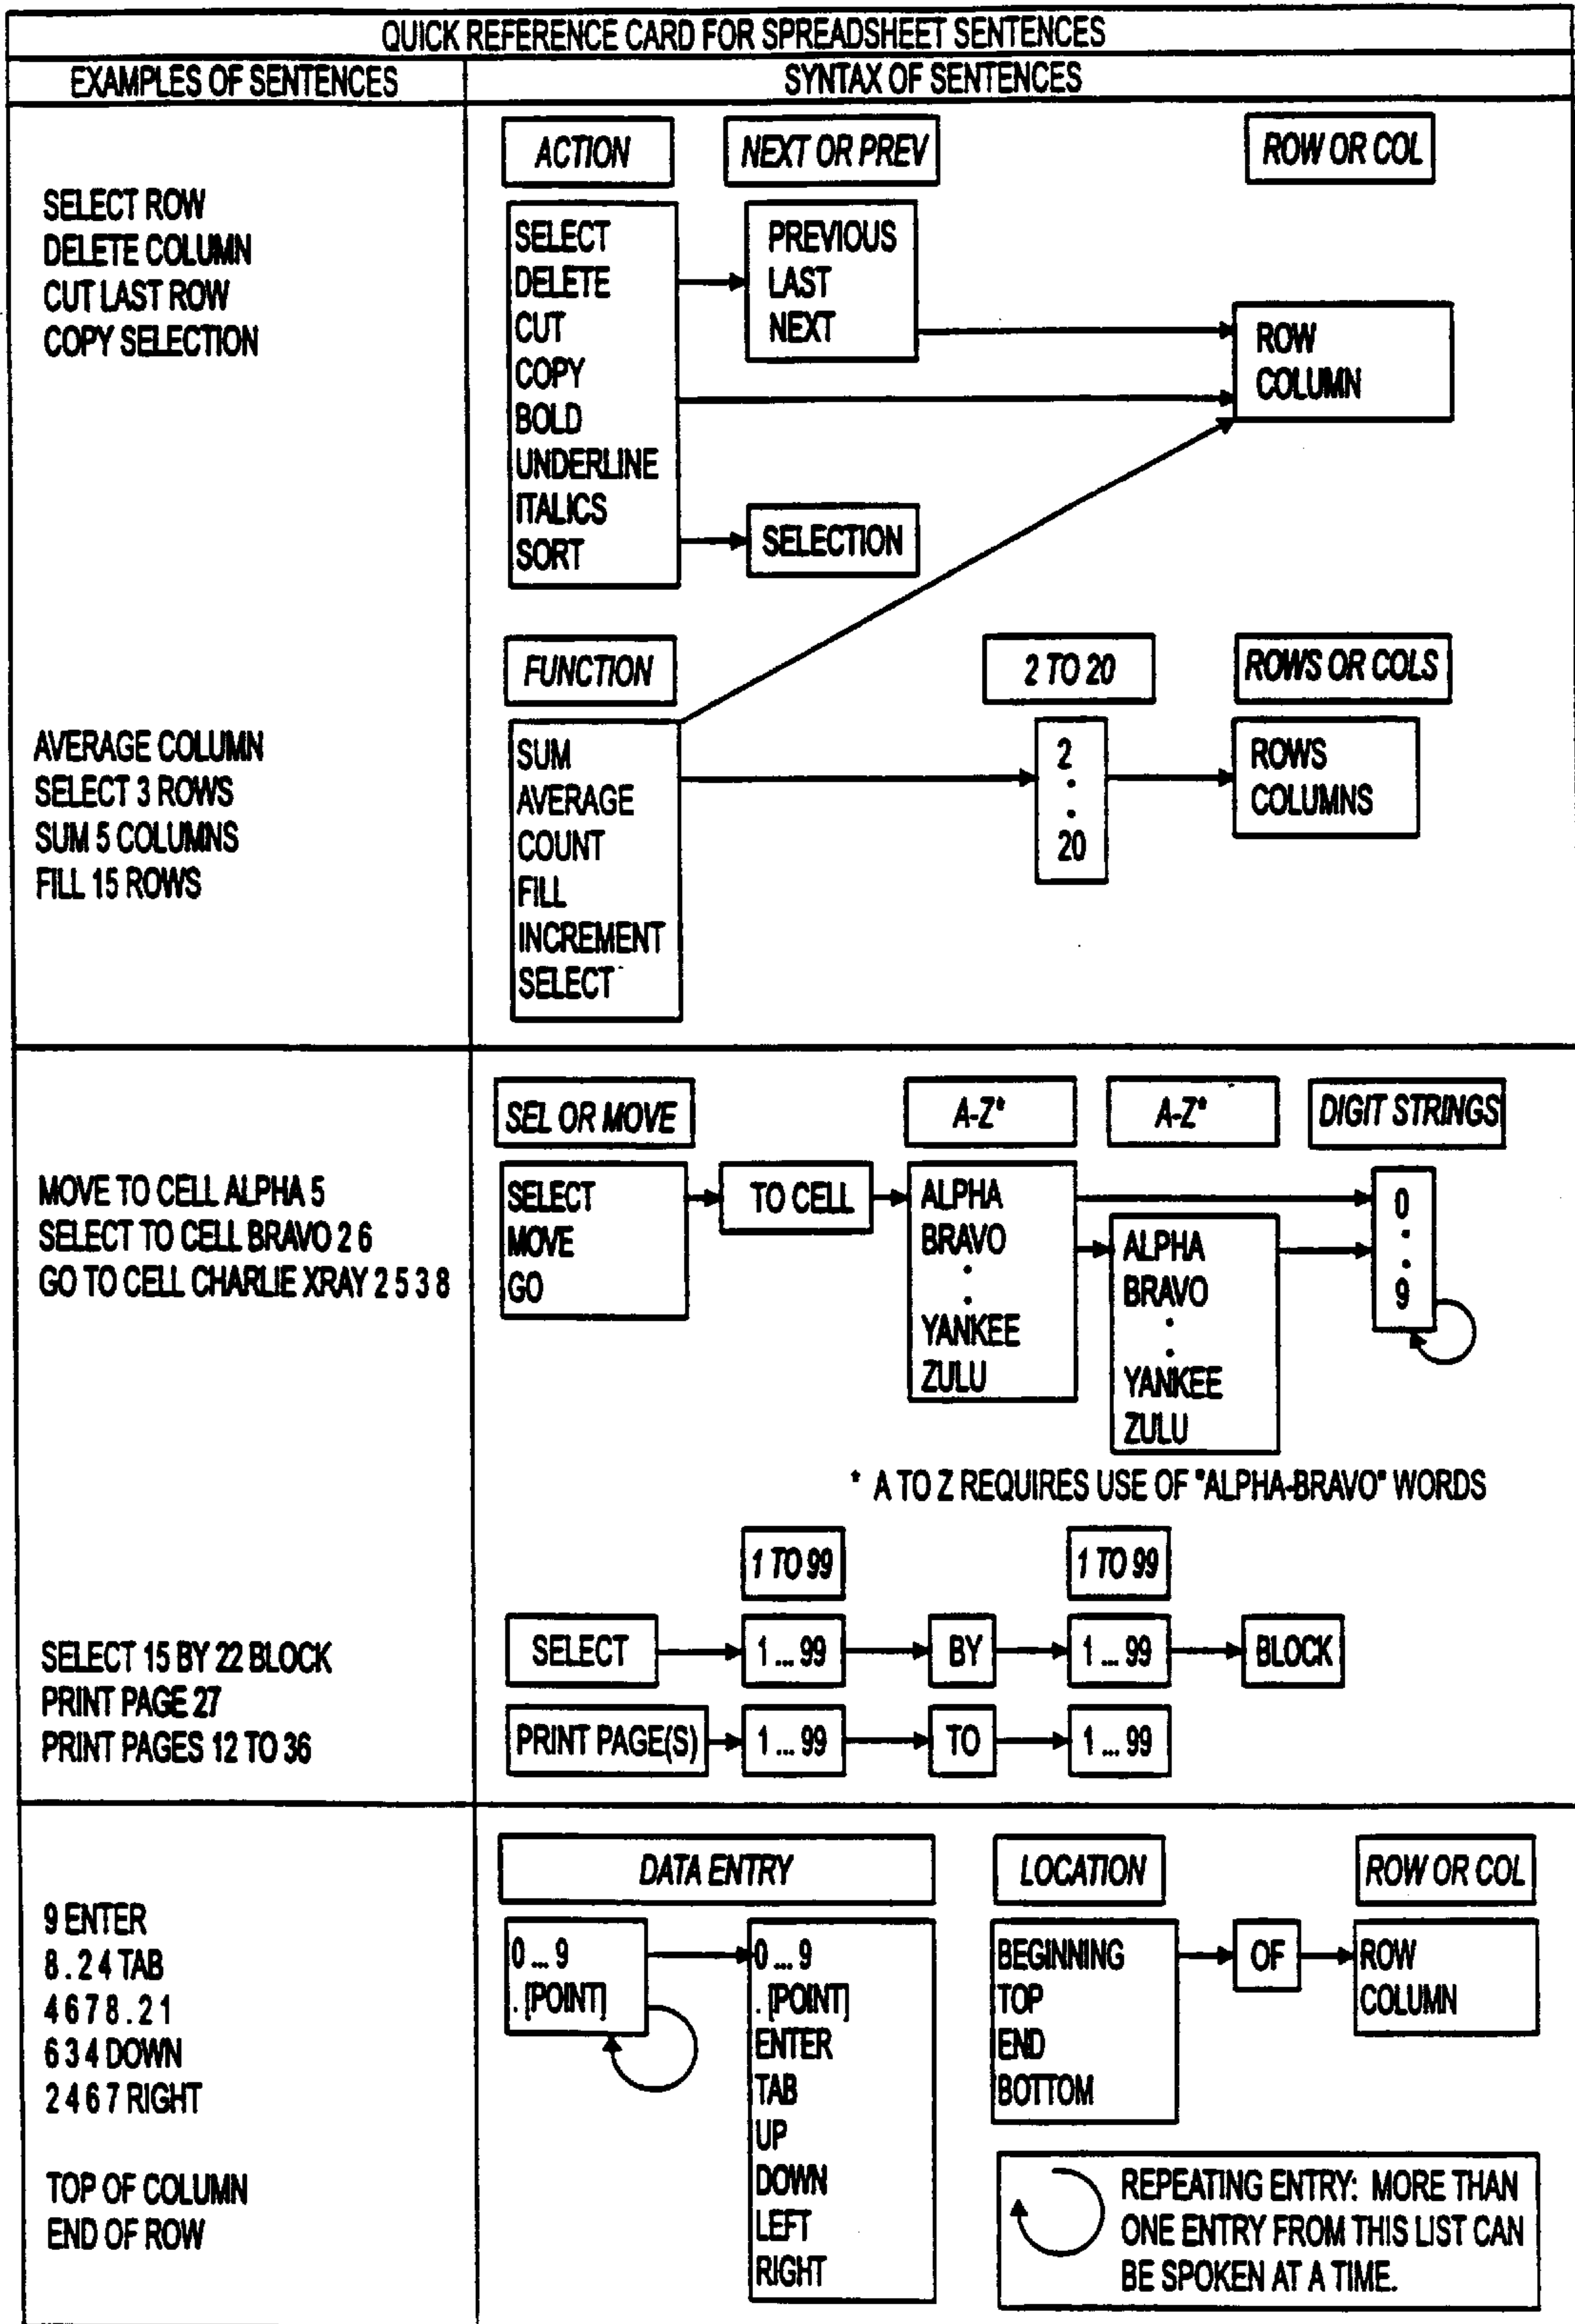 QUICK REFERENCE CARD FOR SPREADSHEET SENTENCES
EXAMPLES OF SENTENCES
SYNTAX OF SENTENCES
SELECT ROW
DELETE COLUMN
CUT LAST ROW
COPY SELECTION
ACTION
NEXT OR PREV
ROW OR COL
SELECT
DELETE
CUT
COPY
BOLD
UNDERLINE
ITALICS
SORT
PREVIOUS
LAST
NEXT
ROW
COLUMN
SELECTION
AVERAGE COLUMN
SELECT 3 ROWS
SUM 5 COLUMNS
FILL 15 ROWS
FUNCTION
2 TO 20
ROWS OR COLS
SUM
AVERAGE
COUNT
FILL
INCREMENT
SELECT
2
.
.
20
ROWS
COLUMNS
MOVE TO CELL ALPHA 5
SELECT TO CELL BRAVO 2 6
GO TO CELL CHARLIE XRAY 2 5 3 8
SEL OR MOVE
A-Z*
A-Z*
DIGIT STRINGS
SELECT
MOVE
GO
TO CELL
ALPHA
BRAVO
.
.
YANKEE
ZULU
ALPHA
BRAVO
.
.
YANKEE
ZULU
0
.
.
9
* A TO Z REQUIRES USE OF "ALPHA-BRAVO" WORDS
1 TO 99
1 TO 99
SELECT 15 BY 22 BLOCK
PRINT PAGE 27
PRINT PAGES 12 TO 36
SELECT
1 ... 99
BY
1 ... 99
BLOCK
PRINT PAGE(S)
1 ... 99
TO
1 ... 99
9 ENTER
8 . 2 4 TAB
4 6 7 8 . 2 1
6 3 4 DOWN
2 4 6 7 RIGHT
TOP OF COLUMN
END OF ROW
DATA ENTRY
LOCATION
ROW OR COL
0 ... 9
. [POINT]
0 ... 9
. [POINT]
ENTER
TAB
UP
DOWN
LEFT
RIGHT
BEGINNING
TOP
END
BOTTOM
OF
ROW
COLUMN
REPEATING ENTRY: MORE THAN
ONE ENTRY FROM THIS LIST CAN
BE SPOKEN AT A TIME.